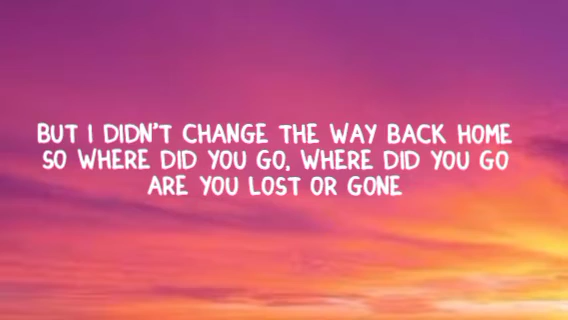 BUT I DIDN'T CHANGE THE WAY BACK HOME
SO WHERE DID YOU GO, WHERE DID YOU GO
ARE YOU LOST OR GONE